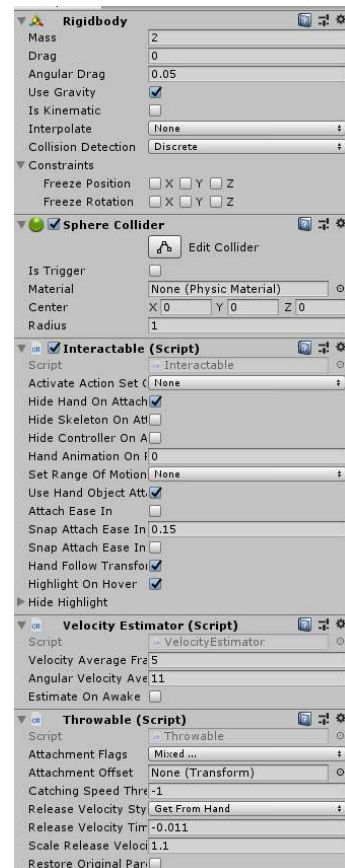 Rigidbody
Mass 2
Drag 0
Angular Drag 0.05
Use Gravity
Is Kinematic
Interpolate None
Collision Detection Discrete
Constraints
Freeze Position X Y Z
Freeze Rotation X Y Z
Sphere Collider
Edit Collider
Is Trigger
Material None (Physic Material)
Center X 0 Y 0 Z 0
Radius 1
Interactable (Script)
Script Interactable
Activate Action Set ( None
Hide Hand On Attach
Hide Skeleton On Att
Hide Controller On A
Hand Animation On P 0
Set Range Of Motion None
Use Hand Object Atta
Attach Ease In
Snap Attach Ease In 0.15
Snap Attach Ease In
Hand Follow Transfor
Highlight On Hover
Hide Highlight
Velocity Estimator (Script)
Script VelocityEstimator
Velocity Average Fra 5
Angular Velocity Ave 11
Estimate On Awake
Throwable (Script)
Script Throwable
Attachment Flags Mixed ...
Attachment Offset None (Transform)
Catching Speed Thre -1
Release Velocity Sty Get From Hand
Release Velocity Tim -0.011
Scale Release Veloci 1.1
Restore Original Par